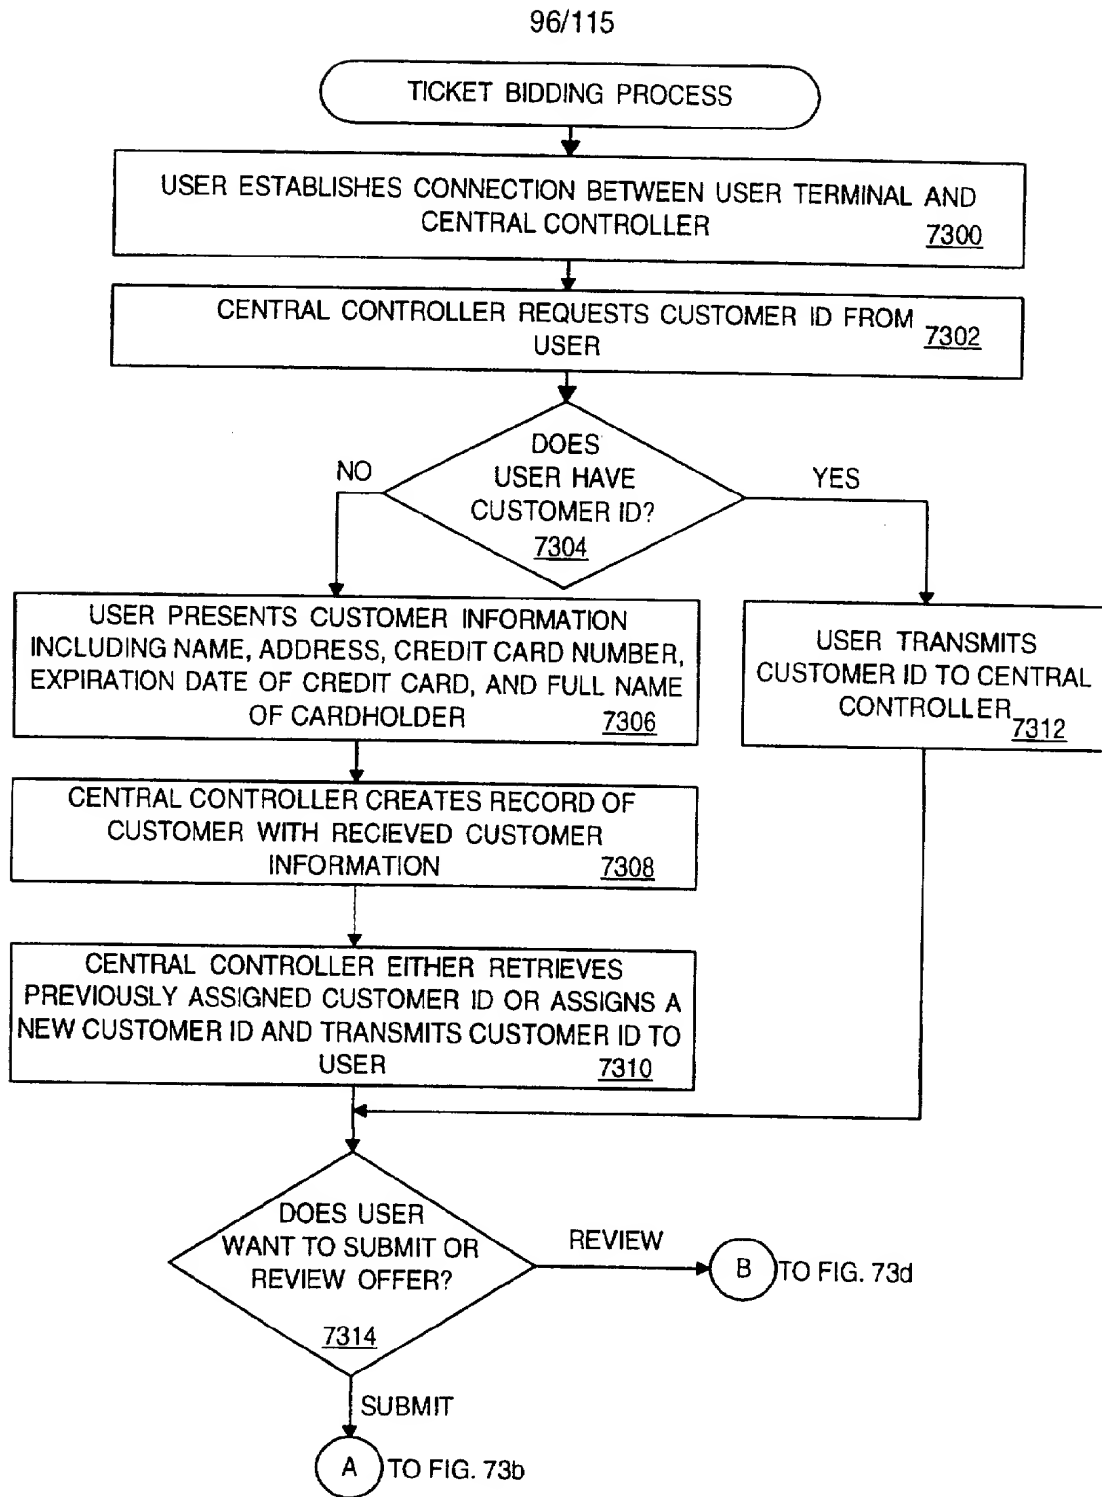 96/115
TICKET BIDDING PROCESS
USER ESTABLISHES CONNECTION BETWEEN USER TERMINAL AND
CENTRAL CONTROLLER 7300
CENTRAL CONTROLLER REQUESTS CUSTOMER ID FROM
USER 7302
DOES
USER HAVE
CUSTOMER ID?
7304
NO
YES
USER PRESENTS CUSTOMER INFORMATION
INCLUDING NAME, ADDRESS, CREDIT CARD NUMBER,
EXPIRATION DATE OF CREDIT CARD, AND FULL NAME
OF CARDHOLDER 7306
USER TRANSMITS
CUSTOMER ID TO CENTRAL
CONTROLLER 7312
CENTRAL CONTROLLER CREATES RECORD OF
CUSTOMER WITH RECIEVED CUSTOMER
INFORMATION 7308
CENTRAL CONTROLLER EITHER RETRIEVES
PREVIOUSLY ASSIGNED CUSTOMER ID OR ASSIGNS A
NEW CUSTOMER ID AND TRANSMITS CUSTOMER ID TO
USER 7310
DOES USER
WANT TO SUBMIT OR
REVIEW OFFER?
7314
REVIEW
B TO FIG. 73d
SUBMIT
A TO FIG. 73b